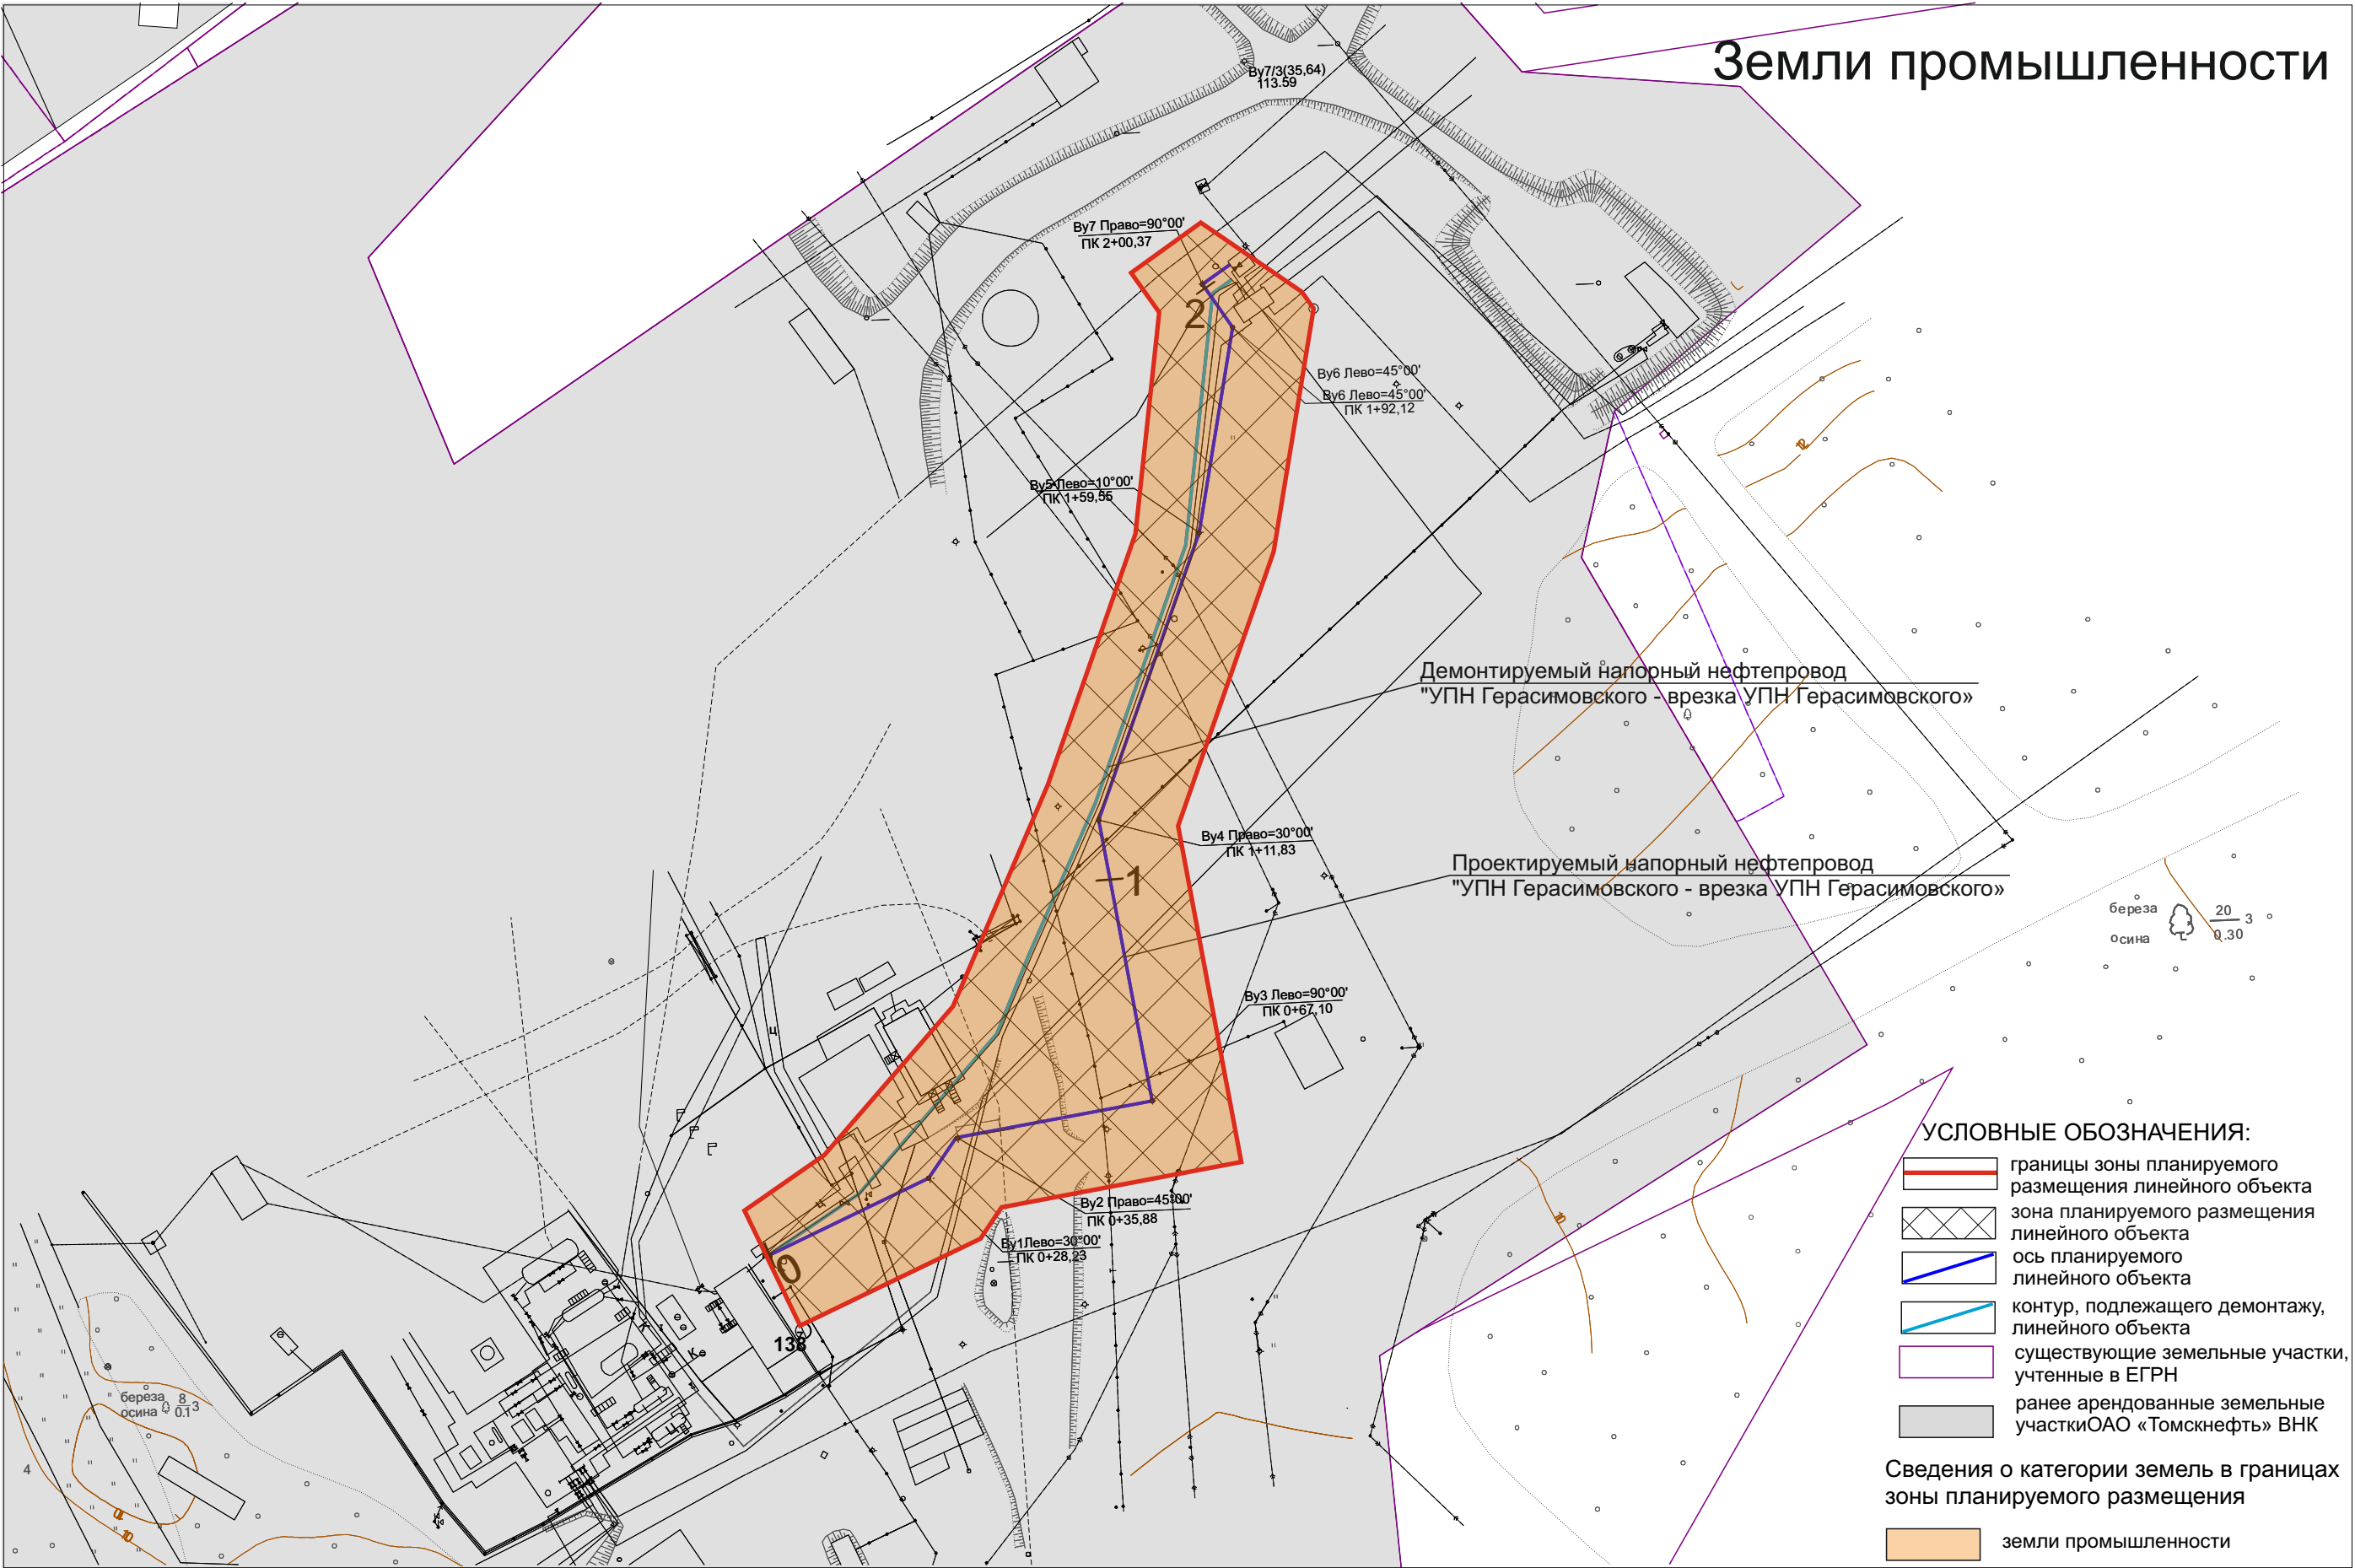 Земли промышленности
Ву7/3(35,64)
113.59
Ву7 Право=90°00'
ПК 2+00,37
2
Ву6 Лево=45°00'
Ву6 Лево=45°00'
ПК 1+92,12
Ву5 Лево=10°00'
ПК 1+59,55
Демонтируемый напорный нефтепровод
"УПН Герасимовского - врезка УПН Герасимовского»
Ву4 Право=30°00'
ПК 1+11,83
1
Проектируемый напорный нефтепровод
"УПН Герасимовского - врезка УПН Герасимовского»
береза
осина
20
0.30
3
Ву3 Лево=90°00'
ПК 0+67,10
ц
Г
Г
Г
Ву2 Право=45°00'
ПК 0+35,88
Ву1Лево=30°00'
ПК 0+28,23
0
138
К
К
10
береза
осина
8
0.1
3
4
10
УСЛОВНЫЕ ОБОЗНАЧЕНИЯ:
границы зоны планируемого
размещения линейного объекта
зона планируемого размещения
линейного объекта
ось планируемого
линейного объекта
контур, подлежащего демонтажу,
линейного объекта
существующие земельные участки,
учтенные в ЕГРН
ранее арендованные земельные
участкиОАО «Томскнефть» ВНК
Сведения о категории земель в границах
зоны планируемого размещения
земли промышленности